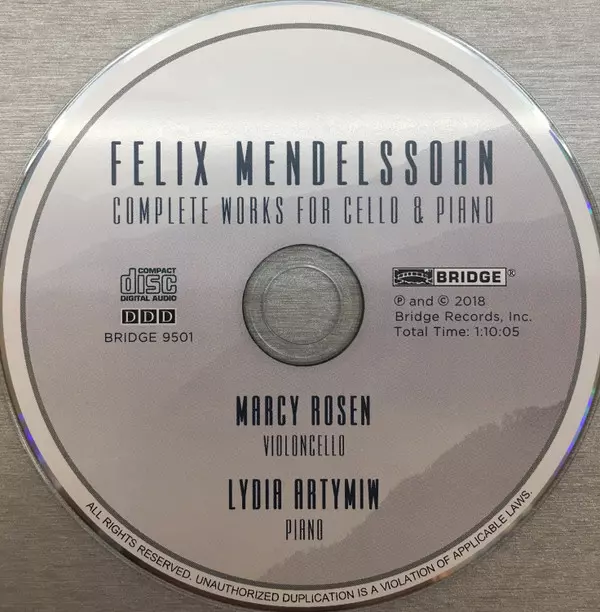 FELIX MENDELSSOHN
COMPLETE WORKS FOR CELLO & PIANO
COMPACT
disc
DIGITAL AUDIO
DDD
BRIDGE 9501
BRIDGE®
℗ and © 2018
Bridge Records, Inc.
Total Time: 1:10:05
MARCY ROSEN
VIOLONCELLO
LYDIA ARTYMIW
PIANO
ALL RIGHTS RESERVED. UNAUTHORIZED DUPLICATION IS A VIOLATION OF APPLICABLE LAWS.